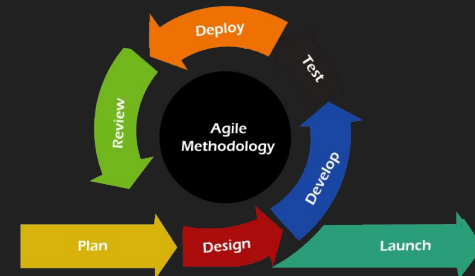 Deploy
Test
Review
Agile
Methodology
Develop
Plan
Design
Launch